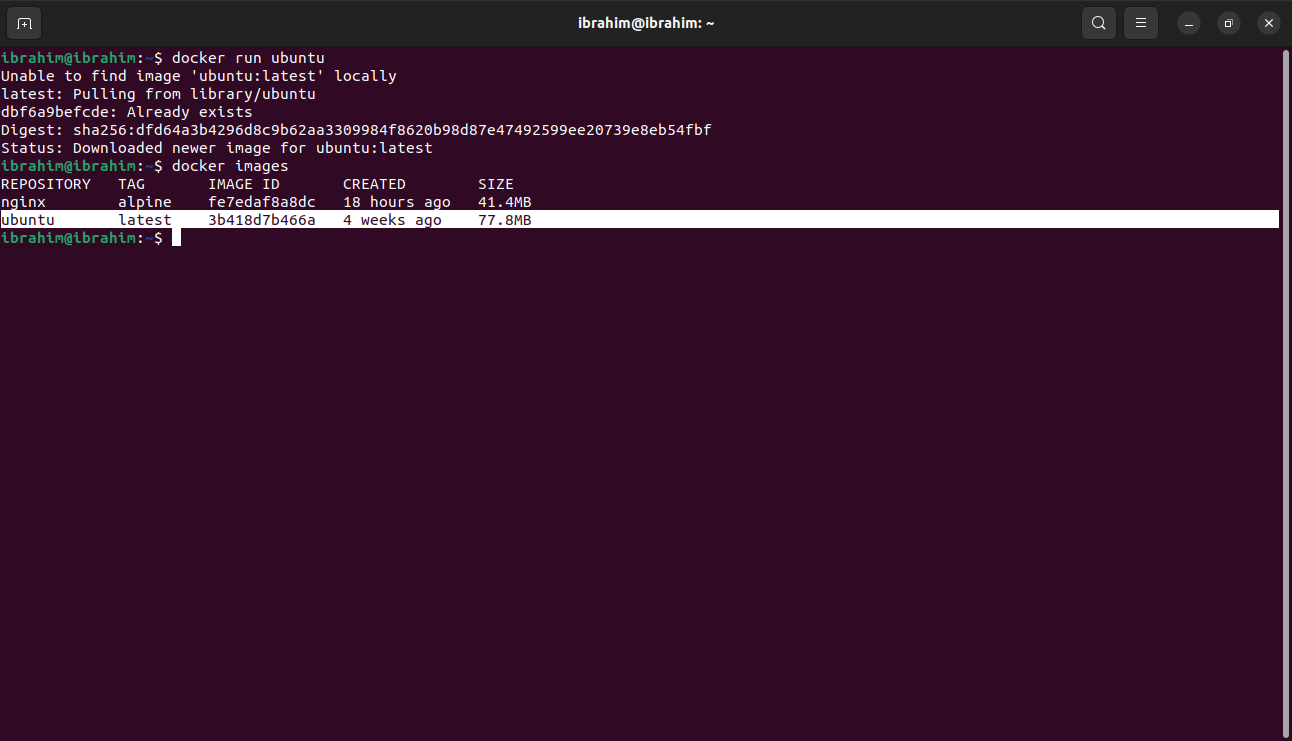 ibrahim@ibrahim: ~
ibrahim@ibrahim:~$ docker run ubuntu
Unable to find image 'ubuntu:latest' locally
latest: Pulling from library/ubuntu
dbf6a9befcde: Already exists
Digest: sha256:dfd64a3b4296d8c9b62aa3309984f8620b98d87e47492599ee20739e8eb54fbf
Status: Downloaded newer image for ubuntu:latest
ibrahim@ibrahim:~$ docker images
REPOSITORY   TAG       IMAGE ID       CREATED        SIZE
nginx        alpine    fe7edaf8a8dc   18 hours ago   41.4MB
ubuntu       latest    3b418d7b466a   4 weeks ago    77.8MB
ibrahim@ibrahim:~$